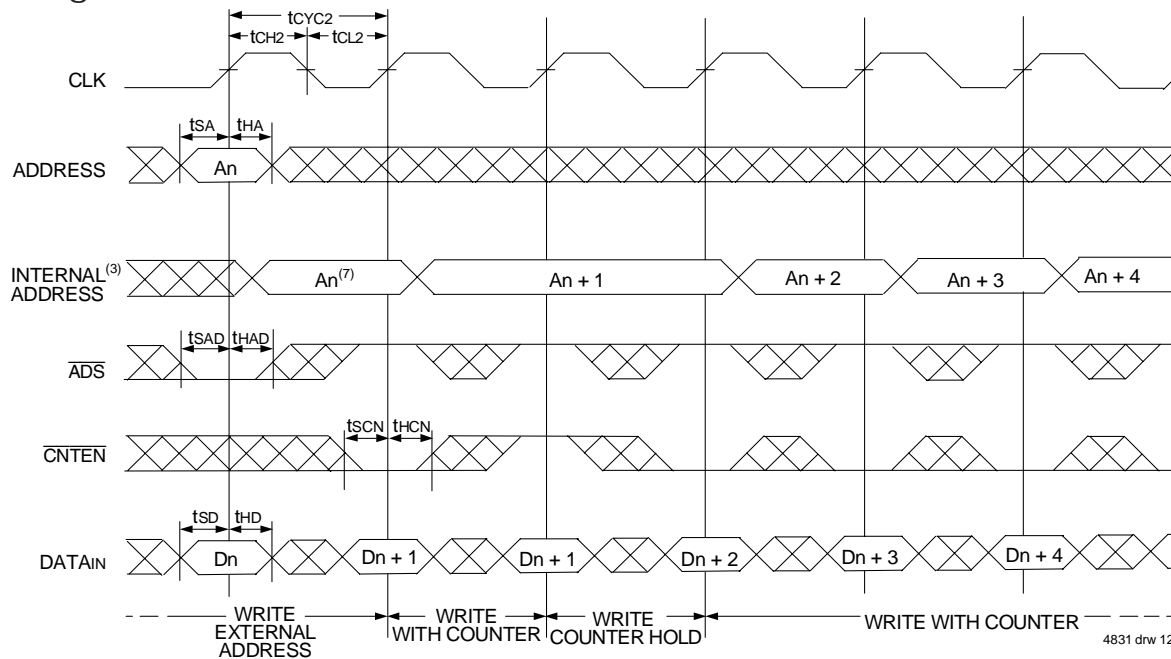 tCYC2
tCH2 tCL2
CLK
tSA tHA
ADDRESS An
INTERNAL(3)
ADDRESS
An(7) An + 1 An + 2 An + 3 An + 4
tSAD tHAD
ADS
tSCN tHCN
CNTEN
tSD tHD
DATAIN Dn Dn + 1 Dn + 1 Dn + 2 Dn + 3 Dn + 4
WRITE
EXTERNAL
ADDRESS
WRITE
WITH COUNTER
WRITE
COUNTER HOLD
WRITE WITH COUNTER
4831 drw 12